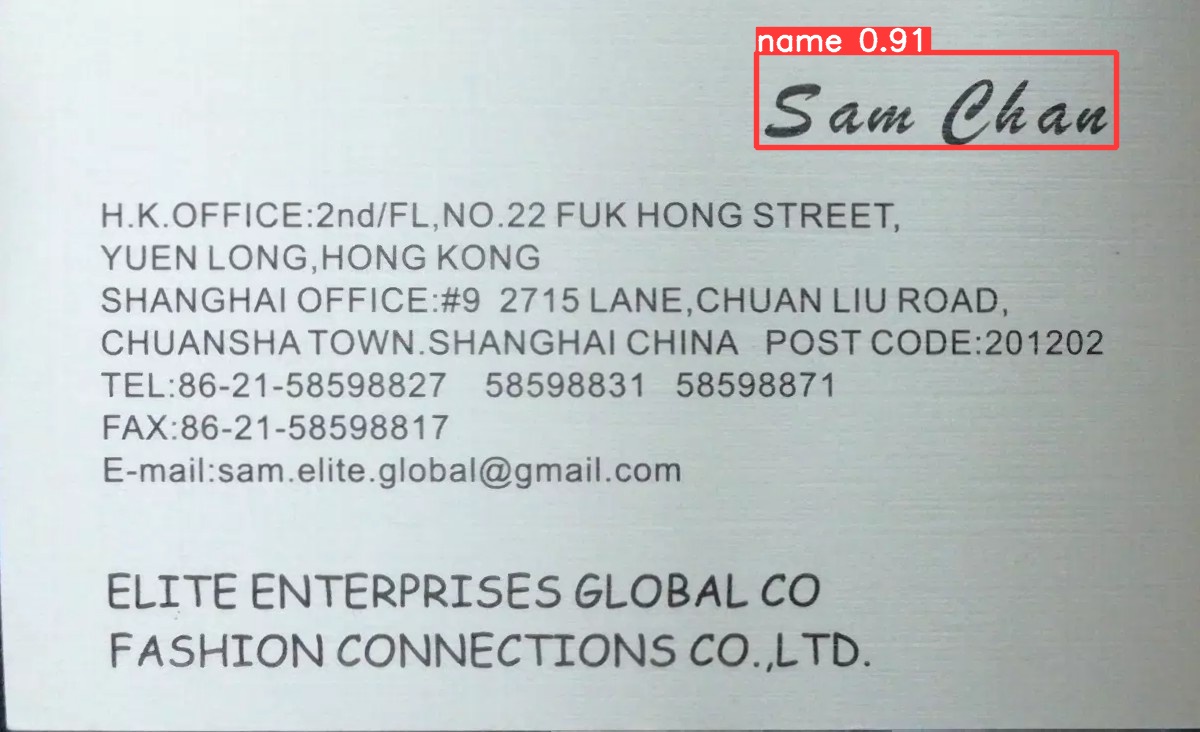 name 0.91
Sam Chan
H.K.OFFICE:2nd/FL,NO.22 FUK HONG STREET,
YUEN LONG,HONG KONG
SHANGHAI OFFICE:#9 2715 LANE,CHUAN LIU ROAD,
CHUANSHA TOWN.SHANGHAI CHINA POST CODE:201202
TEL:86-21-58598827 58598831 58598871
FAX:86-21-58598817
E-mail:sam.elite.global@gmail.com
ELITE ENTERPRISES GLOBAL CO
FASHION CONNECTIONS CO.,LTD.